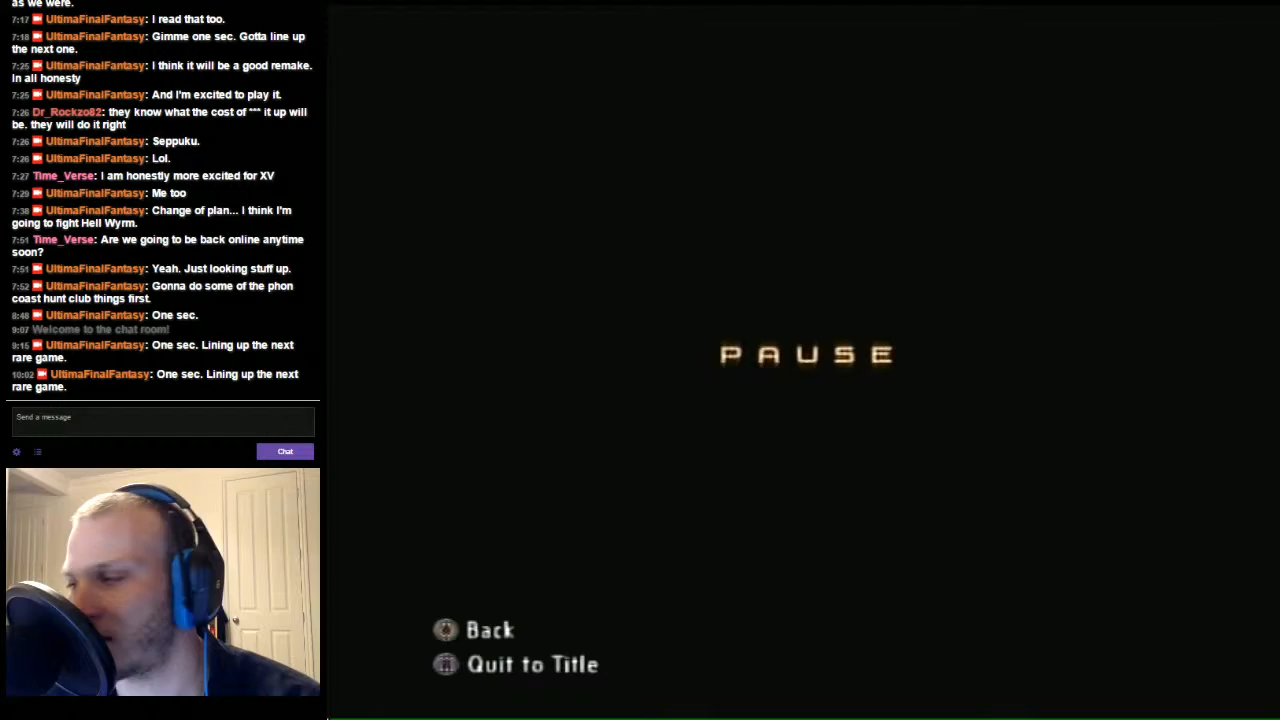 as we were.
7:17 UltimaFinalFantasy: I read that too.
7:18 UltimaFinalFantasy: Gimme one sec. Gotta line up
the next one.
7:25 UltimaFinalFantasy: I think it will be a good remake.
In all honesty
7:25 UltimaFinalFantasy: And I'm excited to play it.
7:26 Dr_Rockzo82: they know what the cost of *** it up will
be. they will do it right
7:26 UltimaFinalFantasy: Seppuku.
7:26 UltimaFinalFantasy: Lol.
7:27 Time_Verse: I am honestly more excited for XV
7:29 UltimaFinalFantasy: Me too
7:38 UltimaFinalFantasy: Change of plan... I think I'm
going to fight Hell Wyrm.
7:51 Time_Verse: Are we going to be back online anytime
soon?
7:51 UltimaFinalFantasy: Yeah. Just looking stuff up.
7:52 UltimaFinalFantasy: Gonna do some of the phon
coast hunt club things first.
8:48 UltimaFinalFantasy: One sec.
9:07 Welcome to the chat room!
9:15 UltimaFinalFantasy: One sec. Lining up the next
rare game.
10:02 UltimaFinalFantasy: One sec. Lining up the next
rare game.
Send a message
Chat
PAUSE
Back
Quit to Title